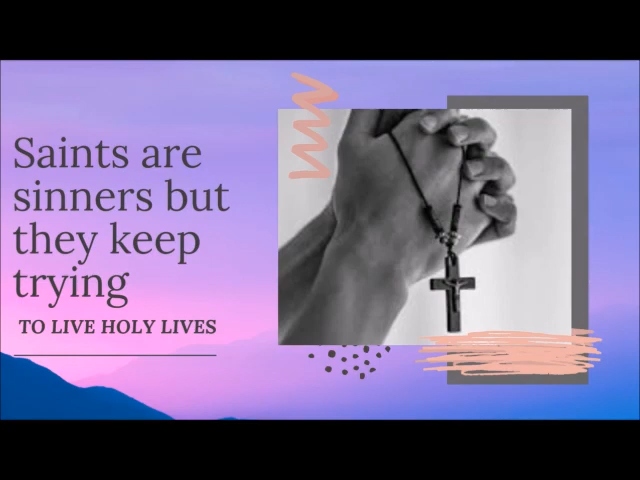 Saints are
sinners but
they keep
trying
TO LIVE HOLY LIVES